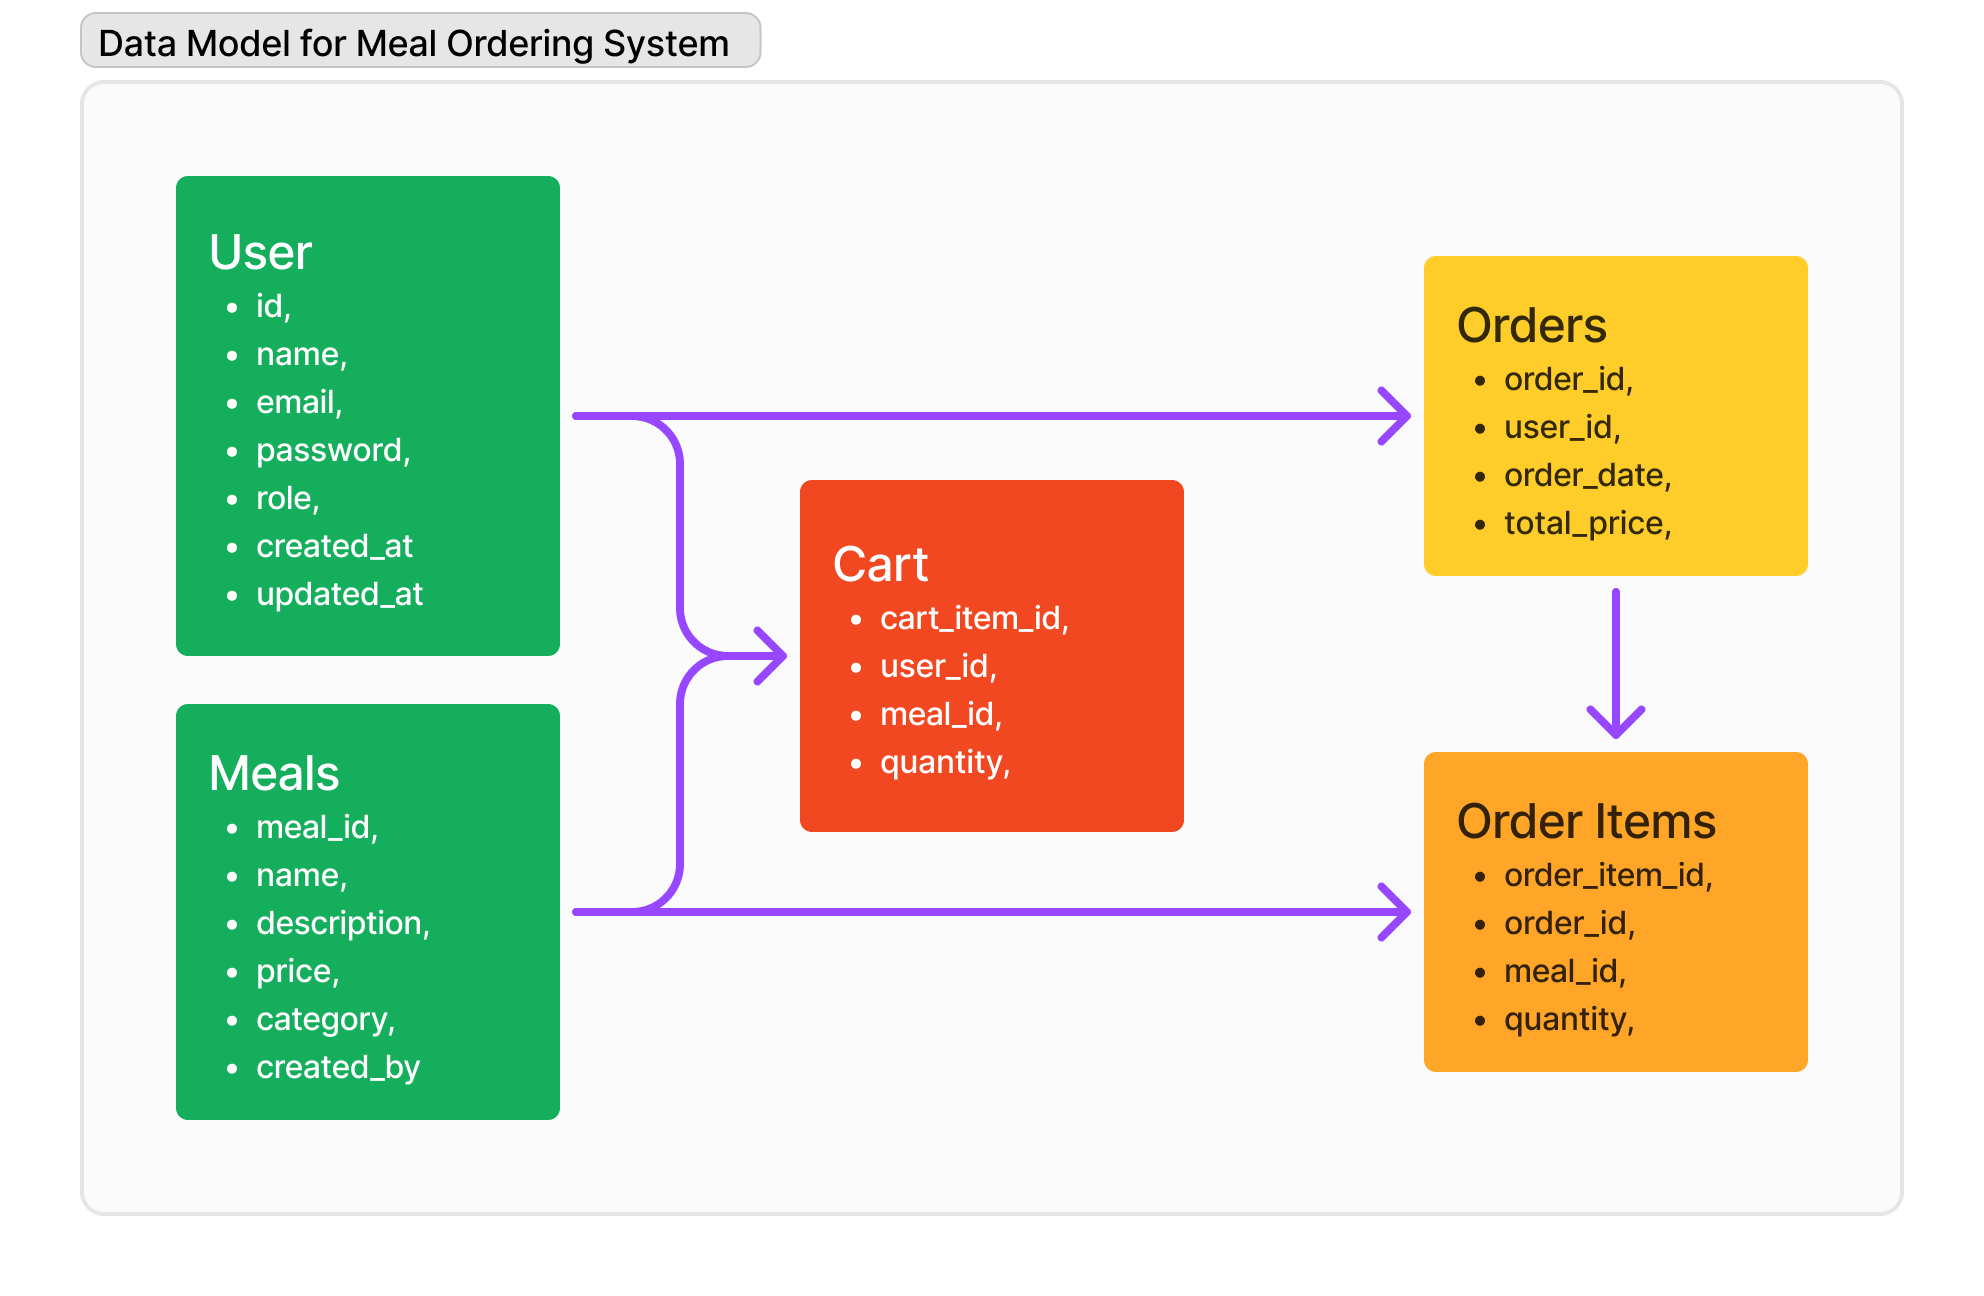 Data Model for Meal Ordering System
User
• id,
• name,
• email,
• password,
• role,
• created_at
• updated_at
Meals
• meal_id,
• name,
• description,
• price,
• category,
• created_by
Cart
• cart_item_id,
• user_id,
• meal_id,
• quantity,
Orders
• order_id,
• user_id,
• order_date,
• total_price,
Order Items
• order_item_id,
• order_id,
• meal_id,
• quantity,